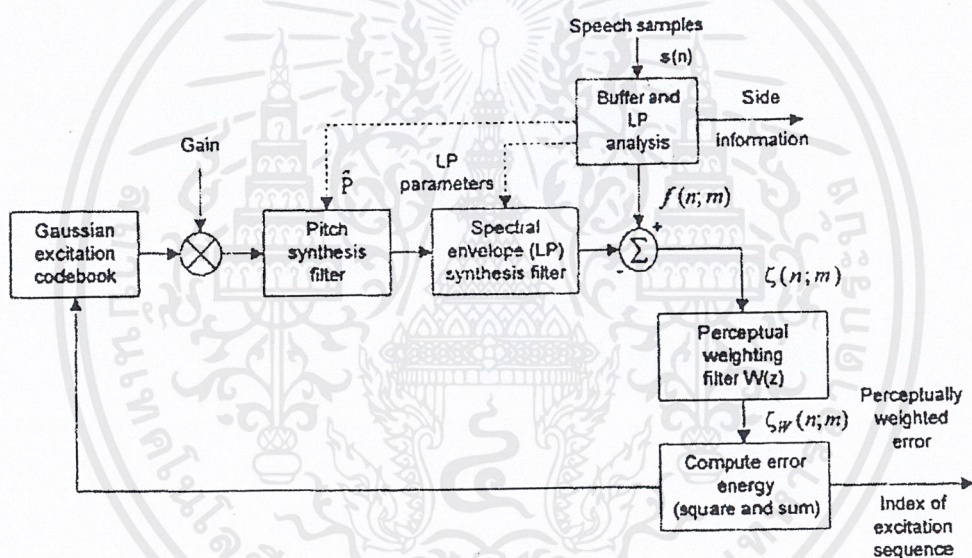 Speech samples
s(n)
Buffer and
LP
analysis
Side
information
Gain
P̂
LP
parameters
f(n;m)
Gaussian
excitation
codebook
Pitch
synthesis
filter
Spectral
envelope (LP)
synthesis filter
+
Σ
-
ζ(n;m)
Perceptual
weighting
filter W(z)
ζW(n;m)
Perceptually
weighted
error
Compute error
energy
(square and sum)
Index of
excitation
sequence